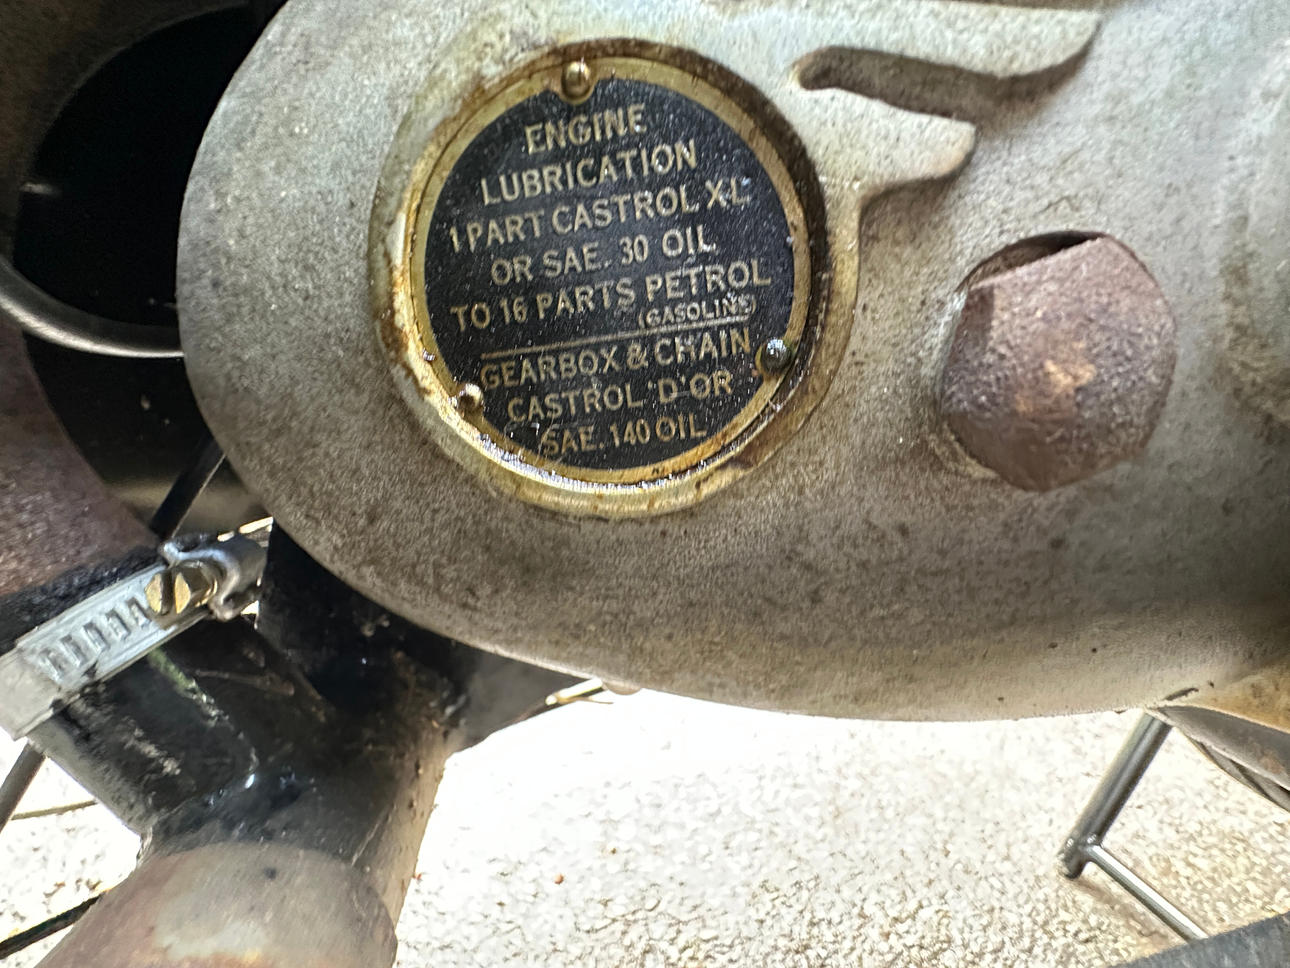 ENGINE
LUBRICATION
1 PART CASTROL XL
OR SAE. 30 OIL
TO 16 PARTS PETROL
(GASOLINE)
GEARBOX & CHAIN
CASTROL 'D' OR
SAE. 140 OIL